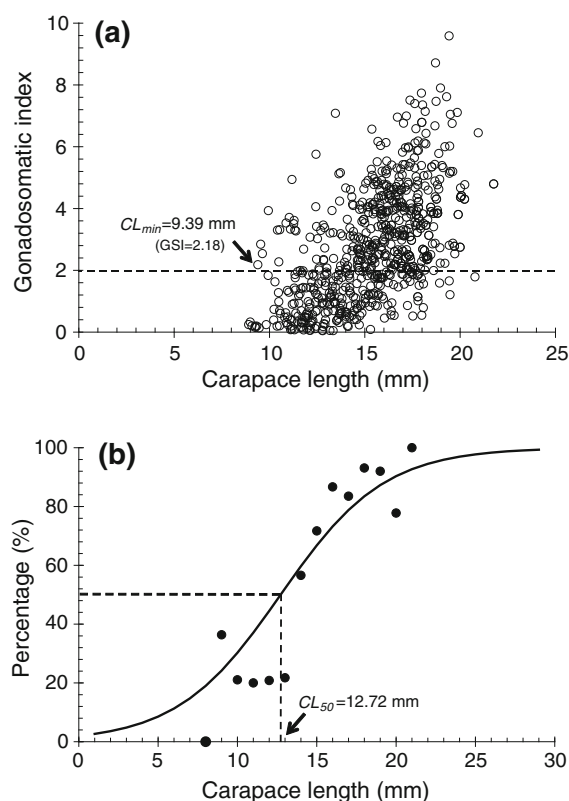 (a)
Gonadosomatic index
10
8
6
4
2
0
CLmin=9.39 mm
(GSI=2.18)
0 5 10 15 20 25
Carapace length (mm)
(b)
Percentage (%)
100
80
60
40
20
0
CL50=12.72 mm
0 5 10 15 20 25 30
Carapace length (mm)